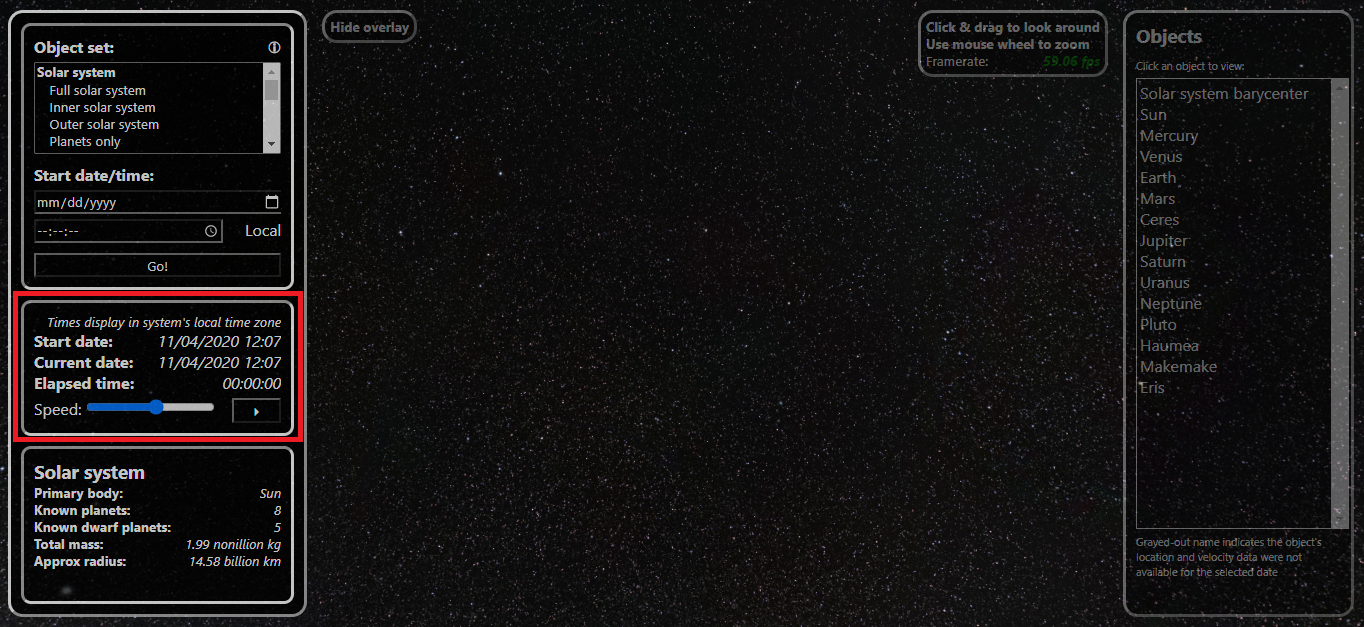 Object set:
Solar system
Full solar system
Inner solar system
Outer solar system
Planets only
Start date/time:
mm/dd/yyyy
--:--:--
Local
Go!
Times display in system's local time zone
Start date: 11/04/2020 12:07
Current date: 11/04/2020 12:07
Elapsed time: 00:00:00
Speed:
Solar system
Primary body: Sun
Known planets: 8
Known dwarf planets: 5
Total mass: 1.99 nonillion kg
Approx radius: 14.58 billion km
Hide overlay
Click & drag to look around
Use mouse wheel to zoom
Framerate: 59.06 fps
Objects
Click an object to view:
Solar system barycenter
Sun
Mercury
Venus
Earth
Mars
Ceres
Jupiter
Saturn
Uranus
Neptune
Pluto
Haumea
Makemake
Eris
Grayed-out name indicates the object's
location and velocity data were not
available for the selected date